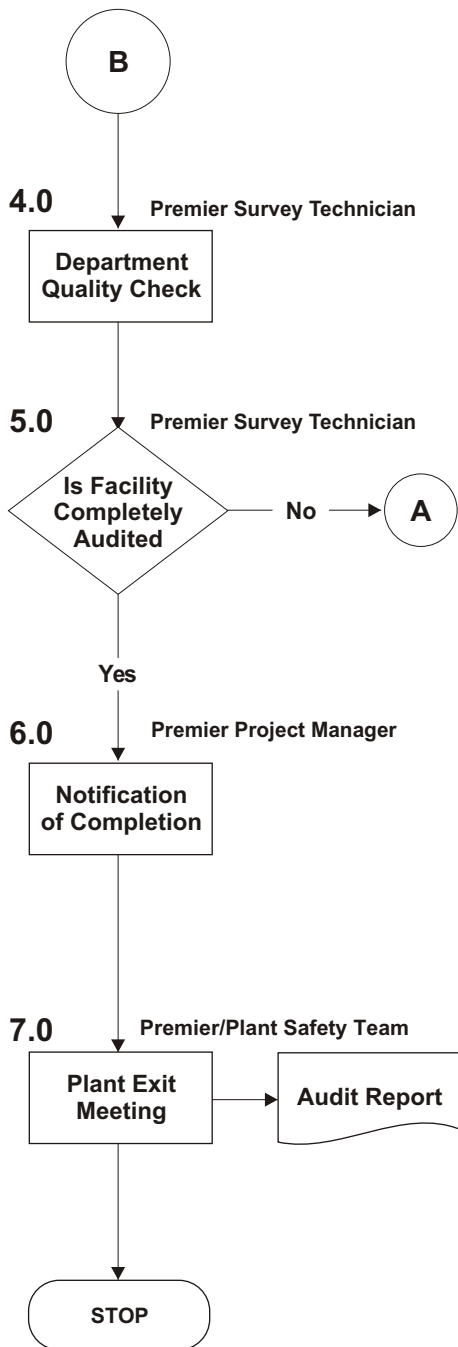 B
4.0
Premier Survey Technician
Department
Quality Check
5.0
Premier Survey Technician
Is Facility
Completely
Audited
No
A
Yes
6.0
Premier Project Manager
Notification
of Completion
7.0
Premier/Plant Safety Team
Plant Exit
Meeting
Audit Report
STOP